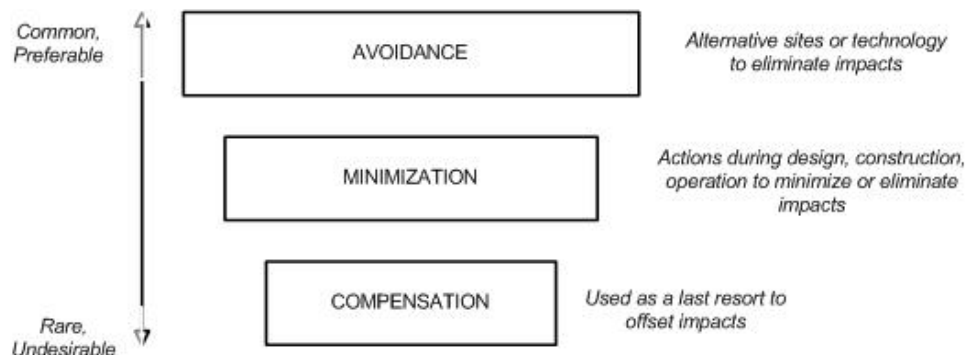 Common,
Preferable
AVOIDANCE
Alternative sites or technology
to eliminate impacts
MINIMIZATION
Actions during design, construction,
operation to minimize or eliminate
impacts
COMPENSATION
Used as a last resort to
offset impacts
Rare,
Undesirable